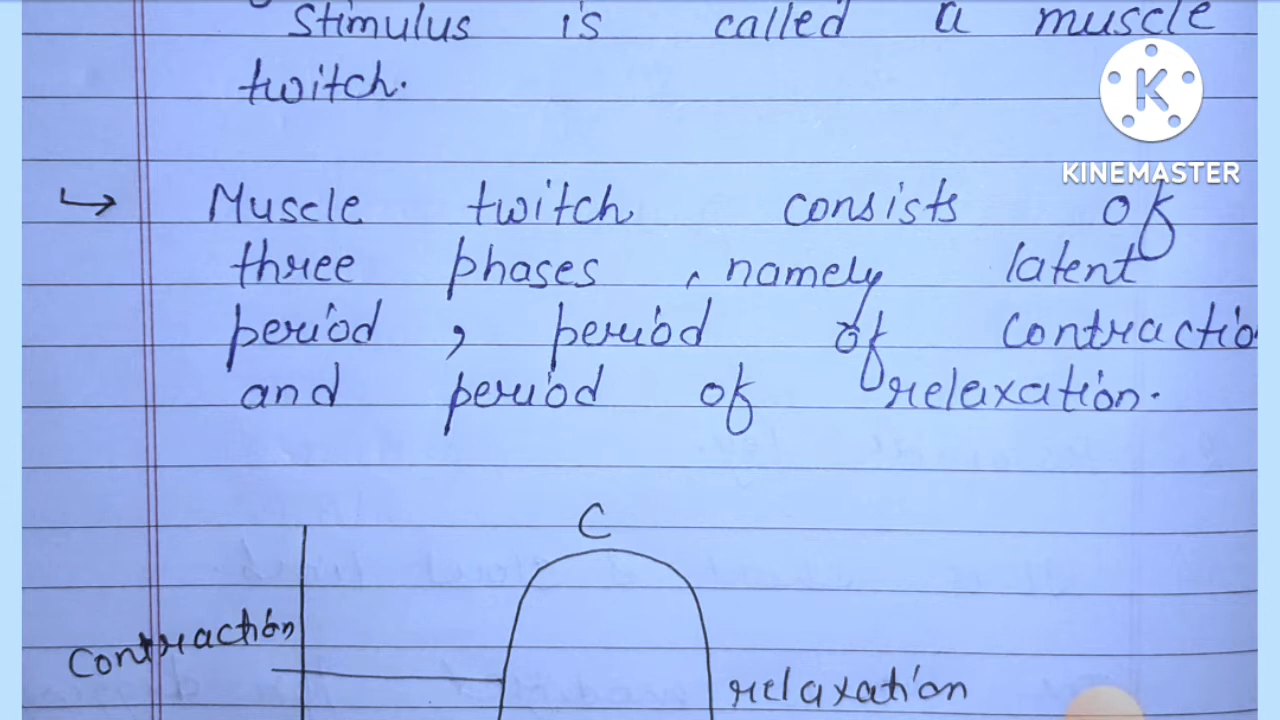 Stimulus is called a muscle
twitch.
K
KINEMASTER
↳ Muscle twitch consists of
three phases, namely latent
period, period of contractio
and period of relaxation.
C
Contraction
relaxation